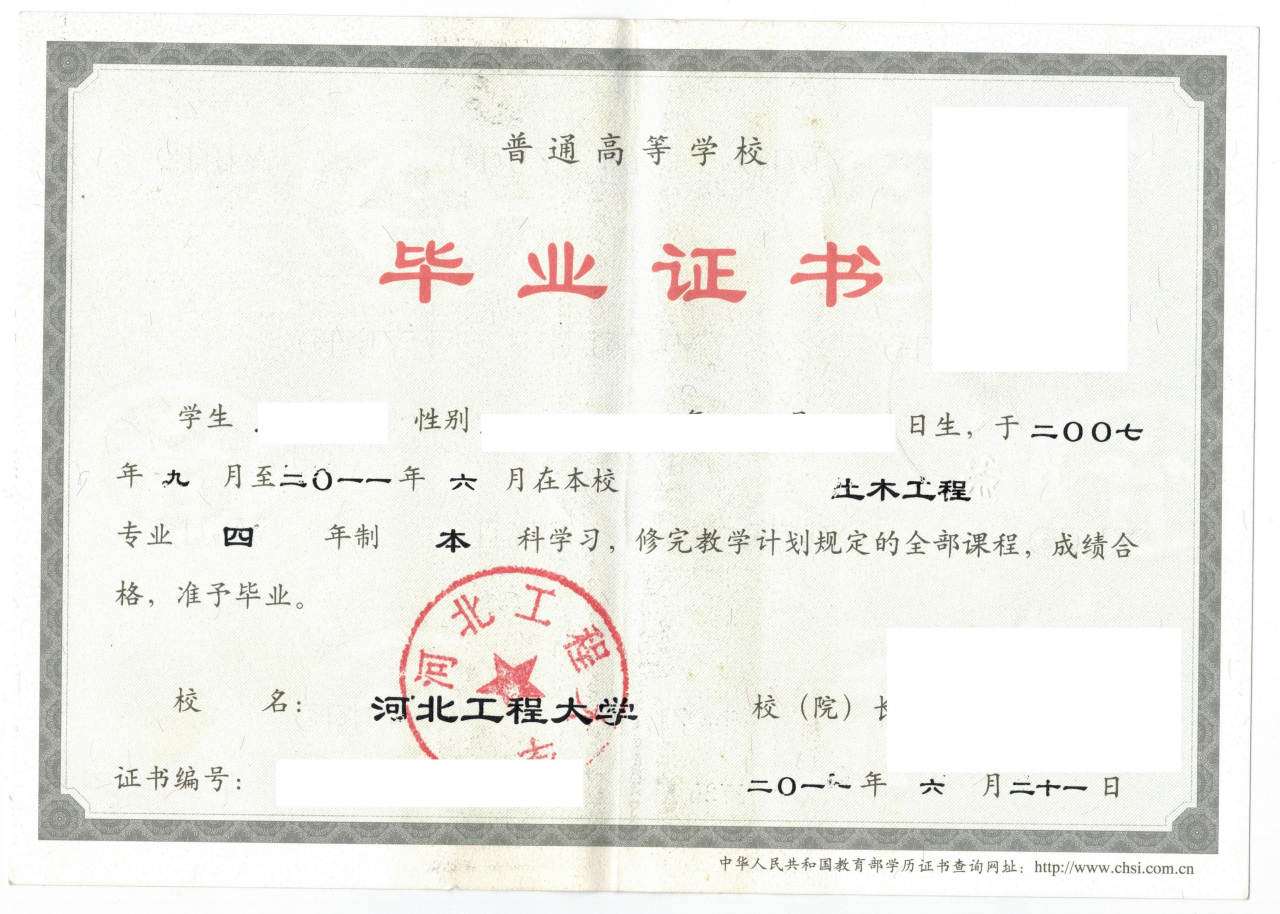 普通高等学校
毕业证书
学生 性别 日生，于二〇〇七
年九月至二〇一一年六月在本校 土木工程
专业 四 年制 本 科学习，修完教学计划规定的全部课程，成绩合
格，准予毕业。
河北工程大学
校 名：河北工程大学 校（院）长
证书编号： 二〇一一年六月二十一日
中华人民共和国教育部学历证书查询网址：http://www.chsi.com.cn